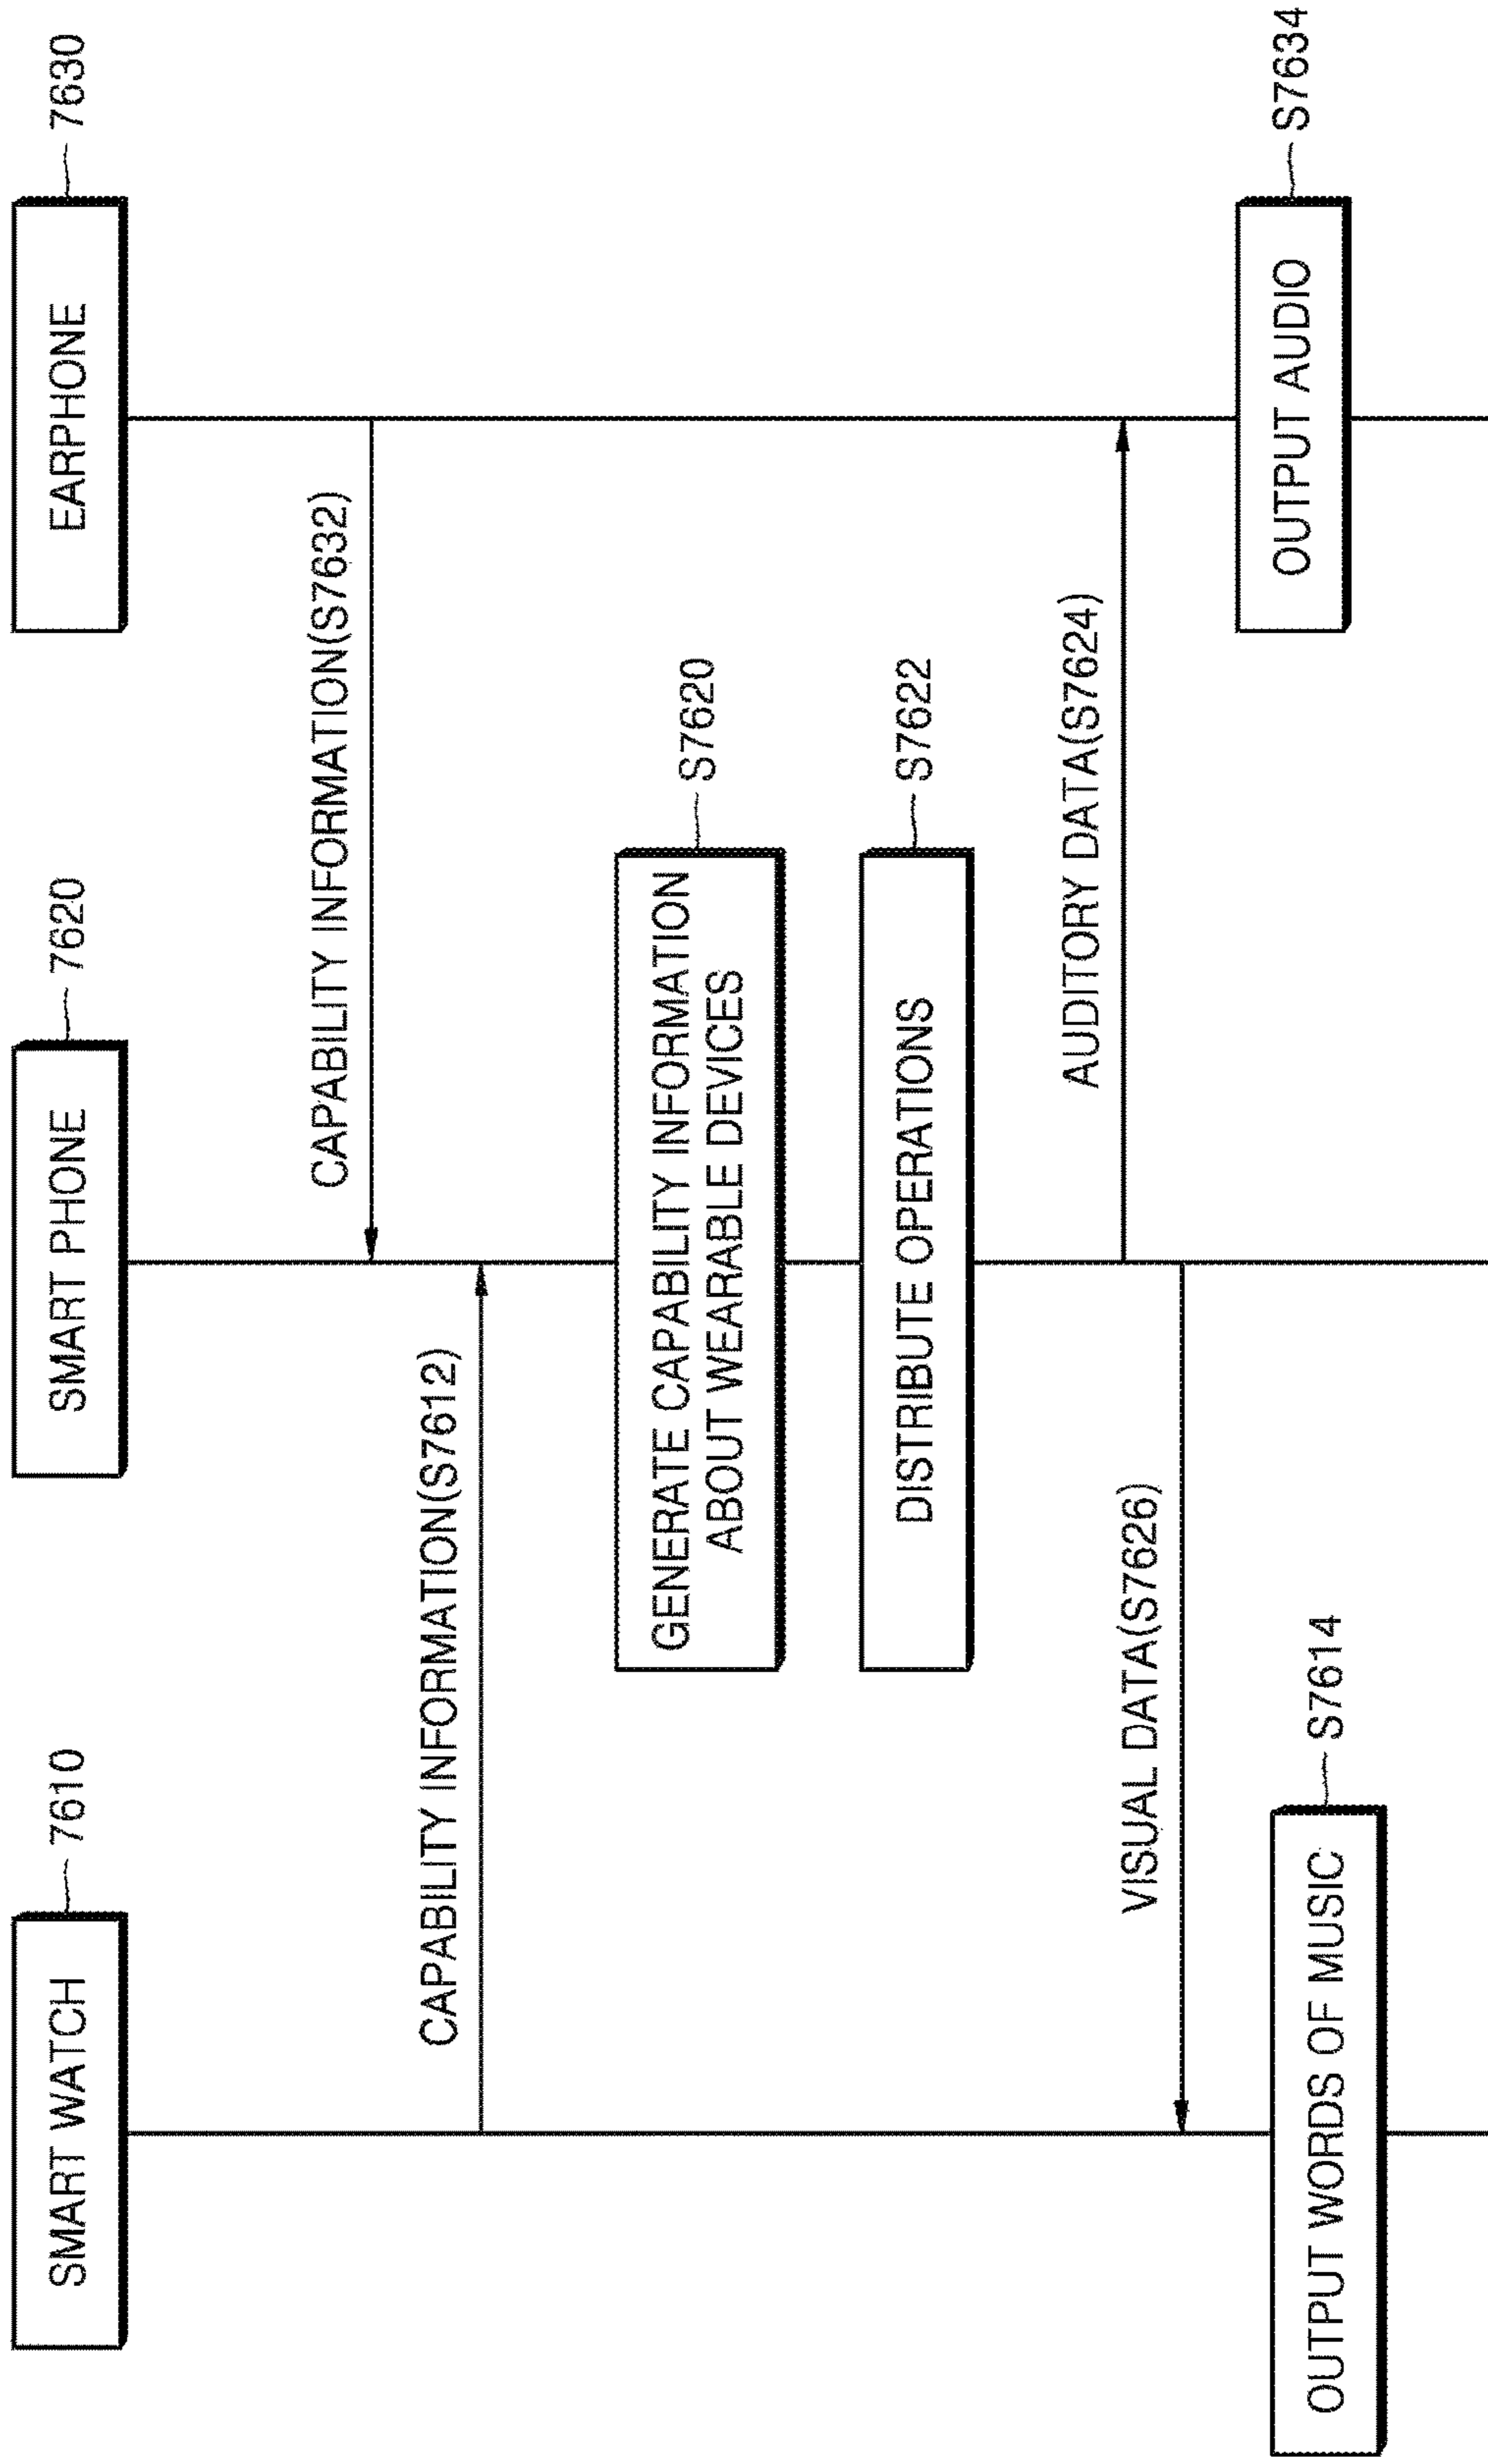 SMART WATCH
7610
SMART PHONE
7620
EARPHONE
7630
CAPABILITY INFORMATION(S7632)
CAPABILITY INFORMATION(S7612)
GENERATE CAPABILITY INFORMATION
ABOUT WEARABLE DEVICES
S7620
DISTRIBUTE OPERATIONS
S7622
AUDITORY DATA(S7624)
VISUAL DATA(S7626)
OUTPUT AUDIO
S7634
OUTPUT WORDS OF MUSIC
S7614